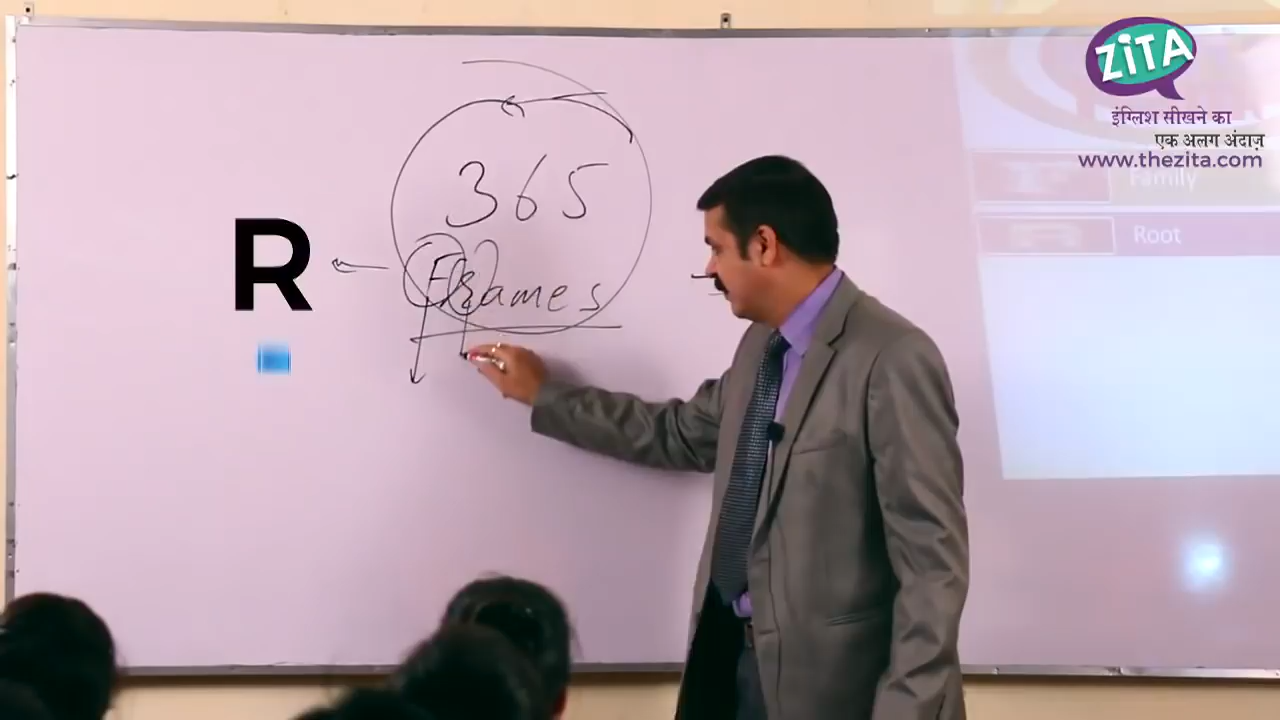 ZiTA
इंग्लिश सीखने का
एक अलग अंदाज़
www.thezita.com
365
R
Frames
Family
Root